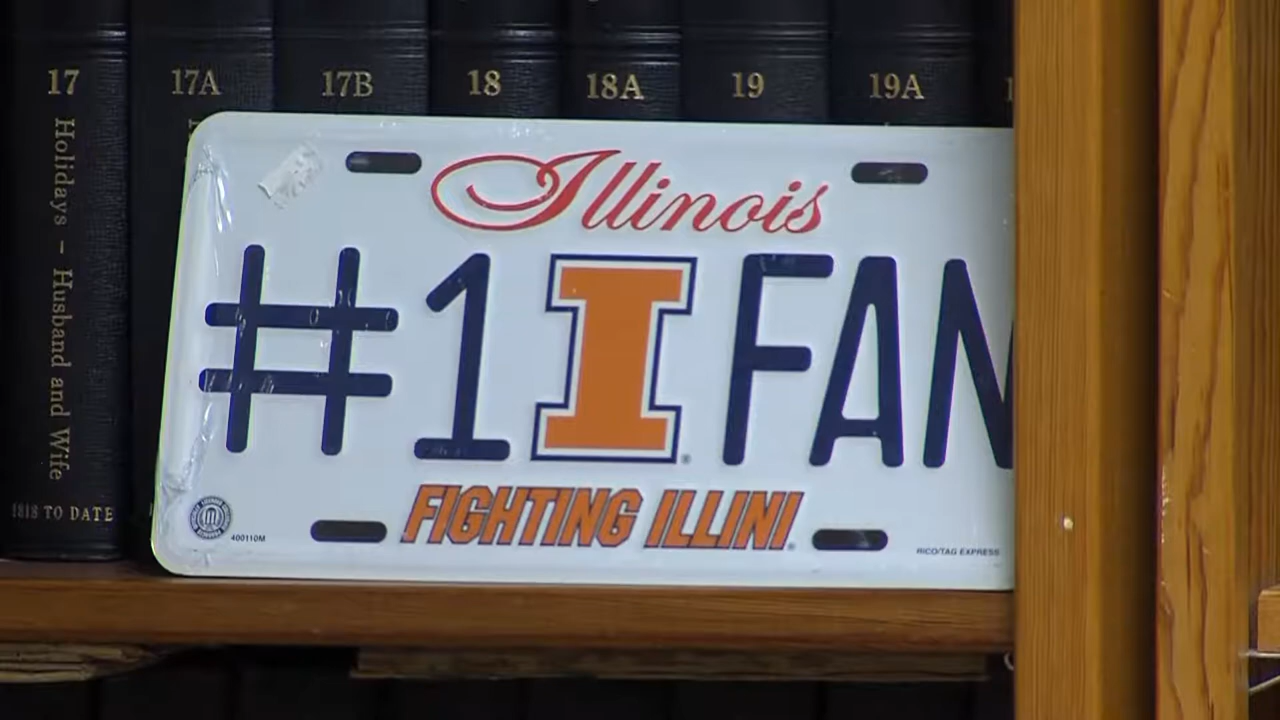 17 17A 17B 18 18A 19 19A
Holidays – Husband and Wife
1818 TO DATE
Illinois
#1 I FAN
FIGHTING ILLINI
400110M
RICO/TAG EXPRESS